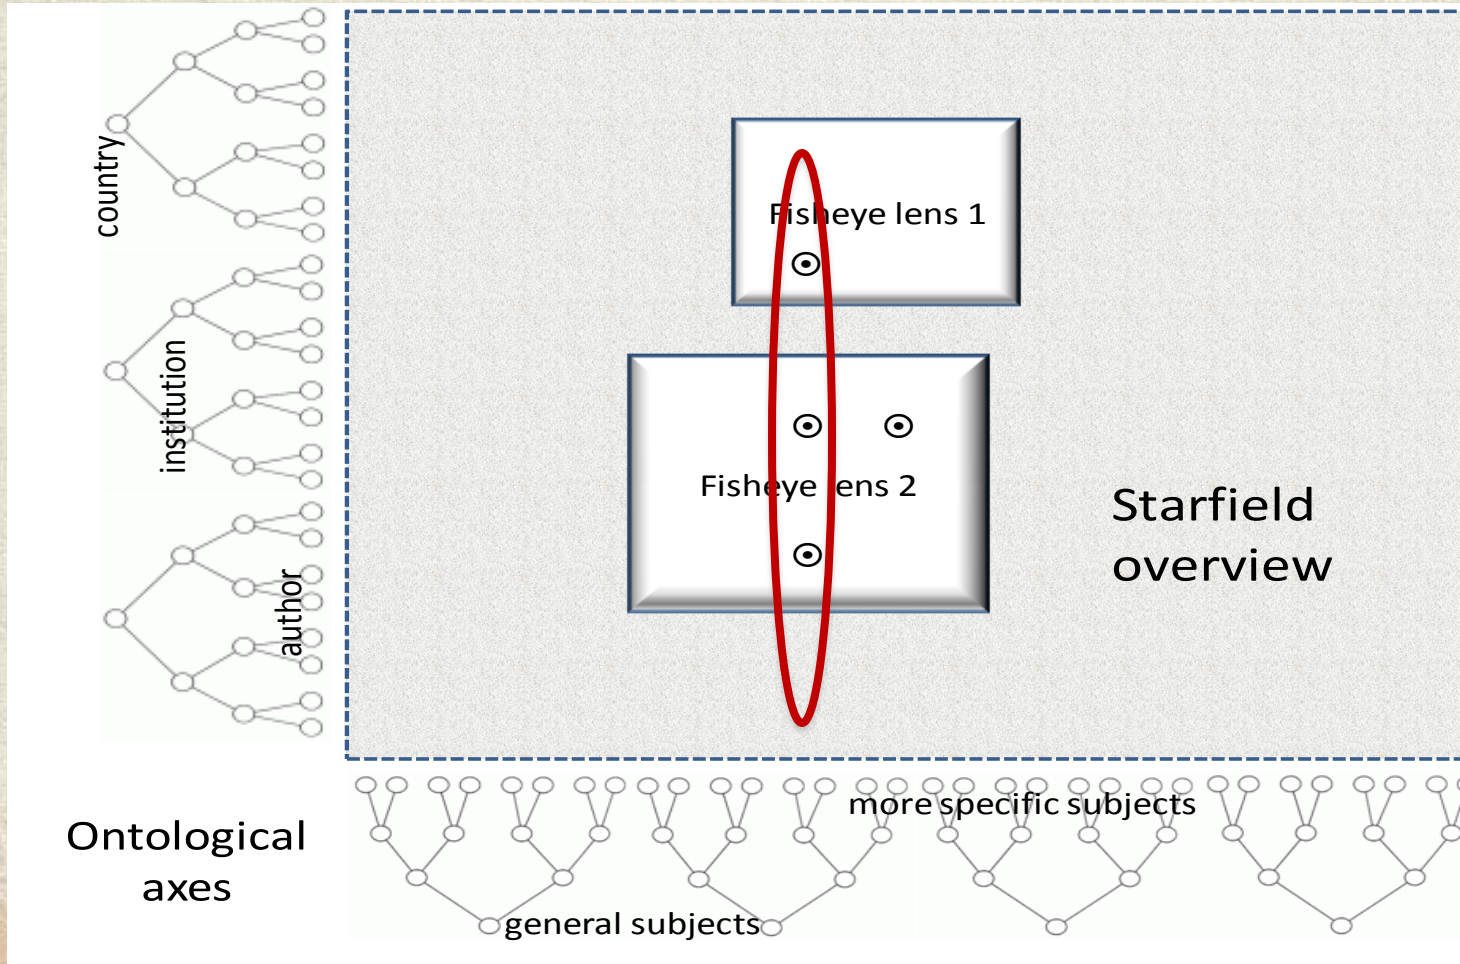 country
Fisheye lens 1
institution
Fisheye lens 2
Starfield
overview
author
more specific subjects
Ontological
axes
general subjects